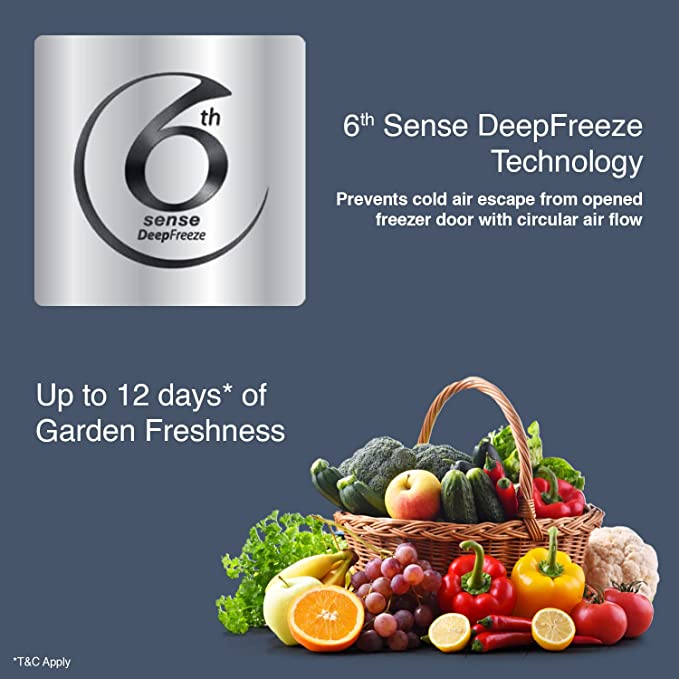 6th
sense
DeepFreeze
6th Sense DeepFreeze
Technology
Prevents cold air escape from opened
freezer door with circular air flow
Up to 12 days* of
Garden Freshness
*T&C Apply